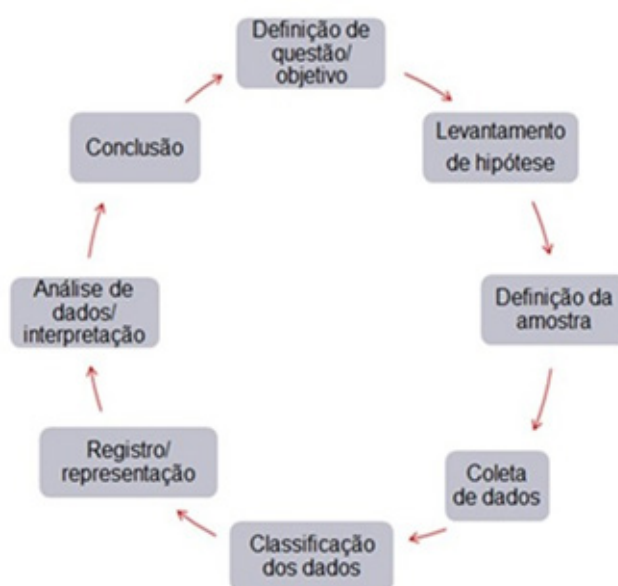 Definição de
questão/
objetivo
Levantamento
de hipótese
Definição da
amostra
Coleta
de dados
Classificação
dos dados
Registro/
representação
Análise de
dados/
interpretação
Conclusão